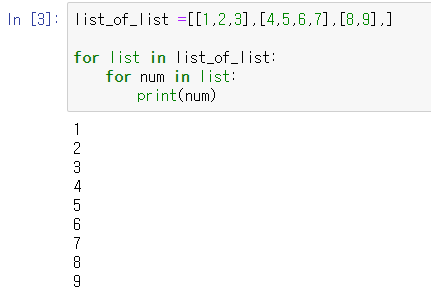 In [3]: list_of_list =[[1,2,3],[4,5,6,7],[8,9],]
for list in list_of_list:
for num in list:
print(num)
1
2
3
4
5
6
7
8
9